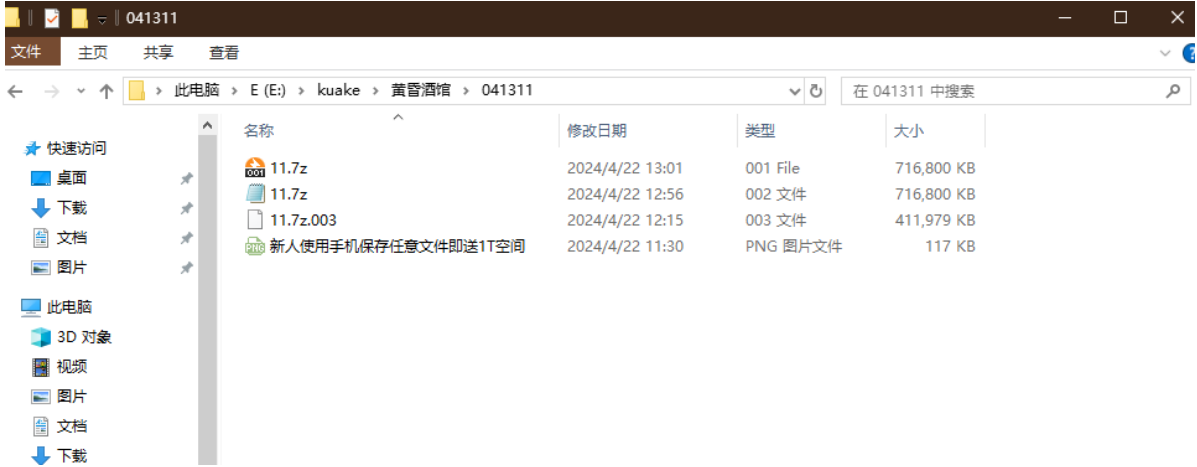 041311
文件 主页 共享 查看
此电脑 > E (E:) > kuake > 黄昏酒馆 > 041311 在 041311 中搜索
名称 修改日期 类型 大小
快速访问
桌面
下载
文档
图片
此电脑
3D 对象
视频
图片
文档
下载
001 11.7z 2024/4/22 13:01 001 File 716,800 KB
11.7z 2024/4/22 12:56 002 文件 716,800 KB
11.7z.003 2024/4/22 12:15 003 文件 411,979 KB
PNG 新人使用手机保存任意文件即送1T空间 2024/4/22 11:30 PNG 图片文件 117 KB